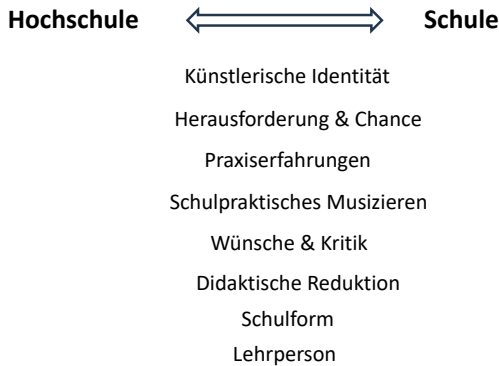 Hochschule Schule
Künstlerische Identität
Herausforderung & Chance
Praxiserfahrungen
Schulpraktisches Musizieren
Wünsche & Kritik
Didaktische Reduktion
Schulform
Lehrperson